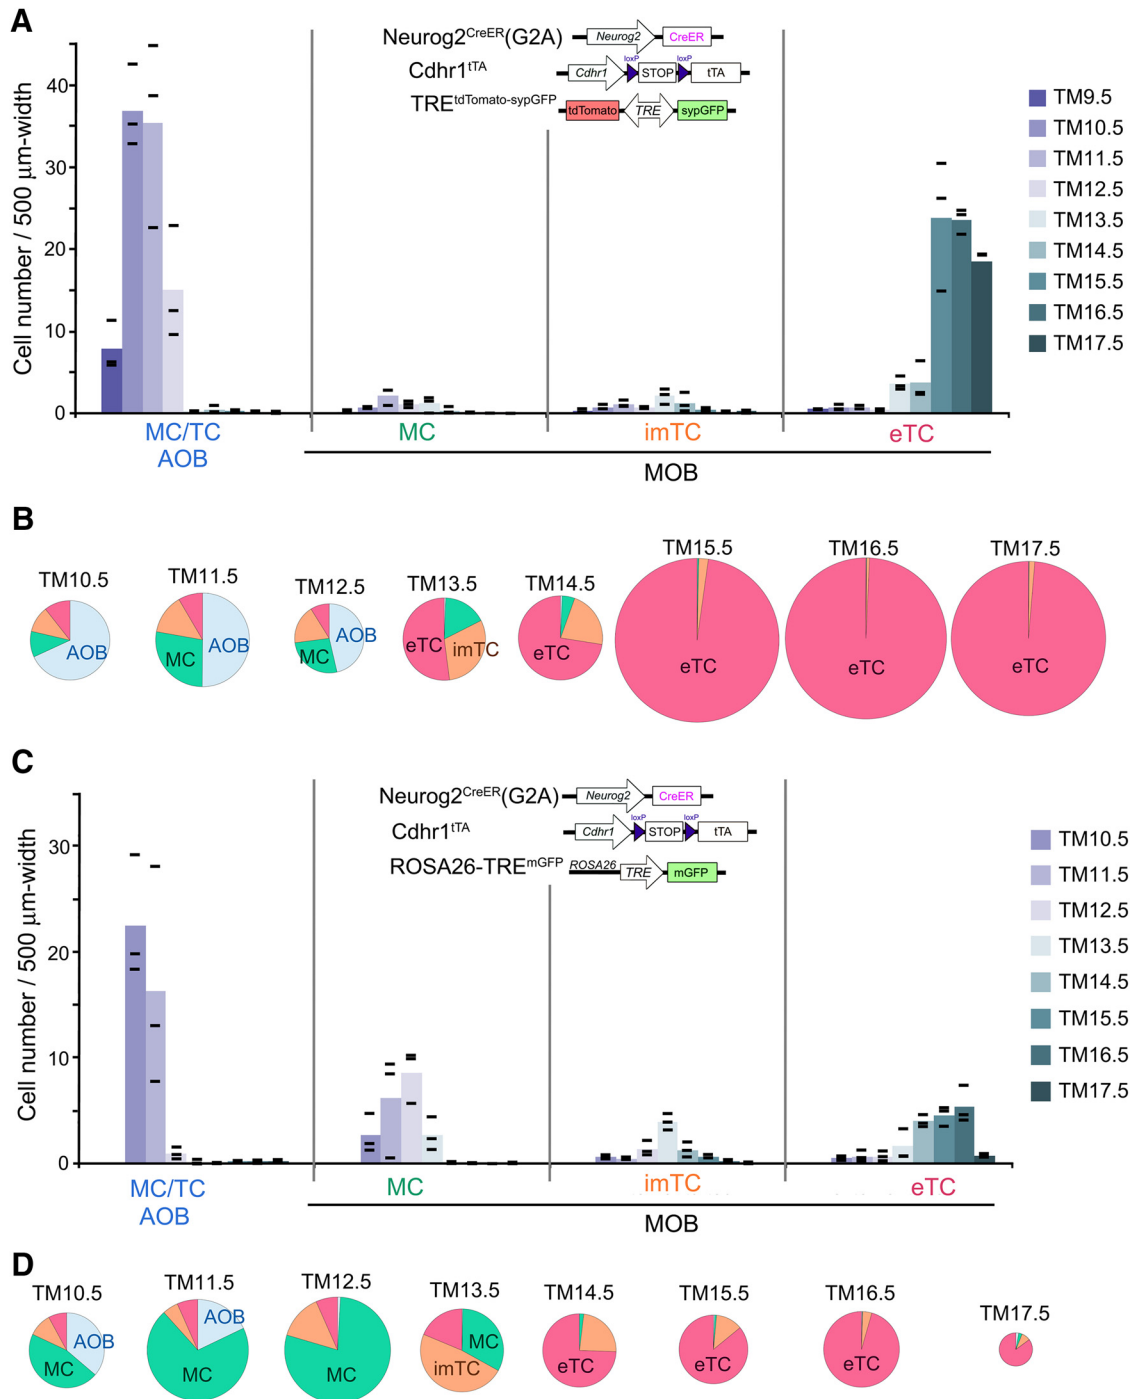 A
Neurog2CreER(G2A)
Neurog2
CreER
Cdhr1tTA
Cdhr1
loxP
STOP
loxP
tTA
TREtdTomato-sypGFP
tdTomato
TRE
sypGFP
Cell number / 500 µm-width
40
30
20
10
0
TM9.5
TM10.5
TM11.5
TM12.5
TM13.5
TM14.5
TM15.5
TM16.5
TM17.5
MC/TC
AOB
MC
imTC
eTC
MOB
B
TM10.5
AOB
TM11.5
MC
AOB
TM12.5
MC
AOB
TM13.5
eTC
imTC
TM14.5
eTC
TM15.5
eTC
TM16.5
eTC
TM17.5
eTC
C
Neurog2CreER(G2A)
Neurog2
CreER
Cdhr1tTA
Cdhr1
loxP
STOP
loxP
tTA
ROSA26-TREmGFP
ROSA26
TRE
mGFP
Cell number / 500 µm-width
30
20
10
0
TM10.5
TM11.5
TM12.5
TM13.5
TM14.5
TM15.5
TM16.5
TM17.5
MC/TC
AOB
MC
imTC
eTC
MOB
D
TM10.5
AOB
MC
TM11.5
AOB
MC
TM12.5
MC
TM13.5
MC
imTC
TM14.5
eTC
TM15.5
eTC
TM16.5
eTC
TM17.5